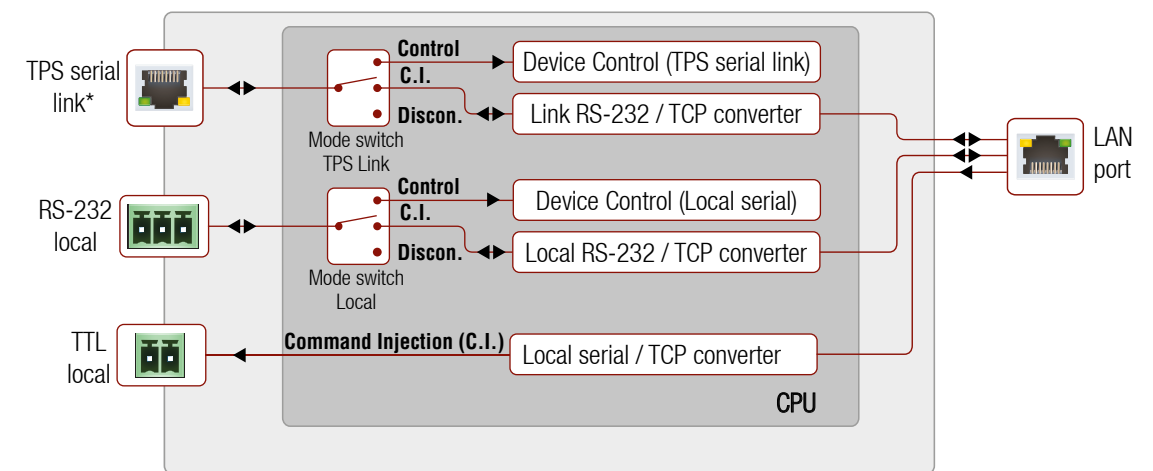 TPS serial
link*
Control
C.I.
Discon.
Mode switch
TPS Link
Device Control (TPS serial link)
Link RS-232 / TCP converter
LAN
port
RS-232
local
Control
C.I.
Discon.
Mode switch
Local
Device Control (Local serial)
Local RS-232 / TCP converter
TTL
local
Command Injection (C.I.)
Local serial / TCP converter
CPU